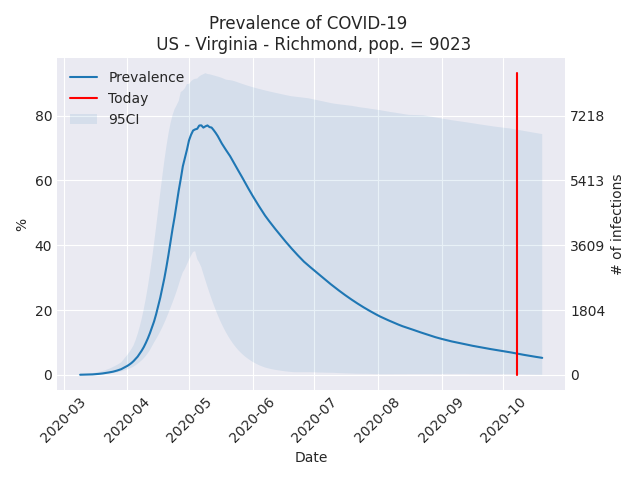 Prevalence of COVID-19
US - Virginia - Richmond, pop. = 9023
Prevalence
Today
95CI
80
60
40
20
0
%
7218
5413
3609
1804
0
# of infections
2020-03
2020-04
2020-05
2020-06
2020-07
2020-08
2020-09
2020-10
Date